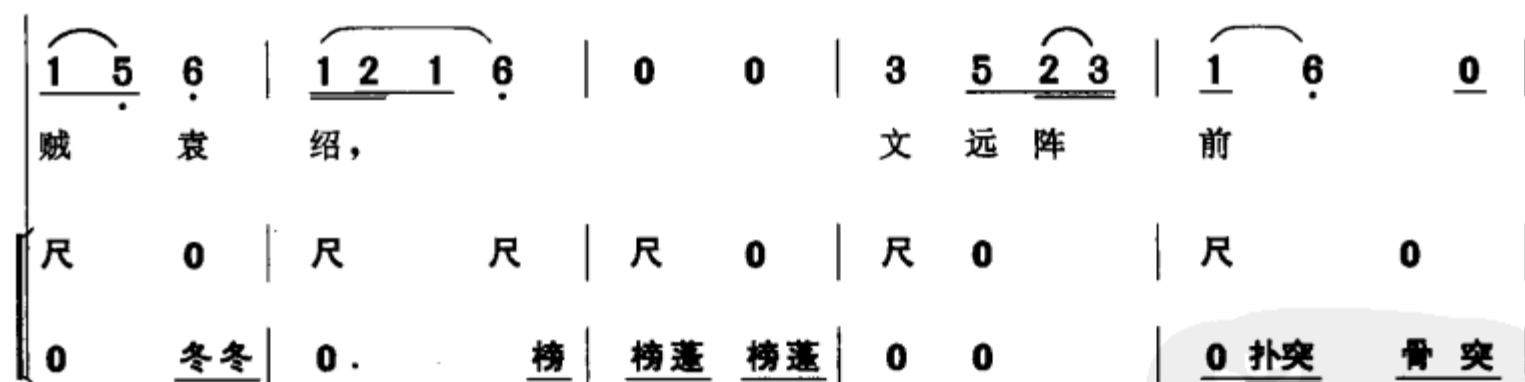 1 5 6 | 1 2 1 6 | 0 0 | 3 5 2 3 | 1 6 0
贼 袁 绍， 文 远 阵 前
尺 0 | 尺 尺 | 尺 0 | 尺 0 | 尺 0
0 冬冬 | 0. 榜 | 榜蓬 榜蓬 | 0 0 | 0 扑突 骨突